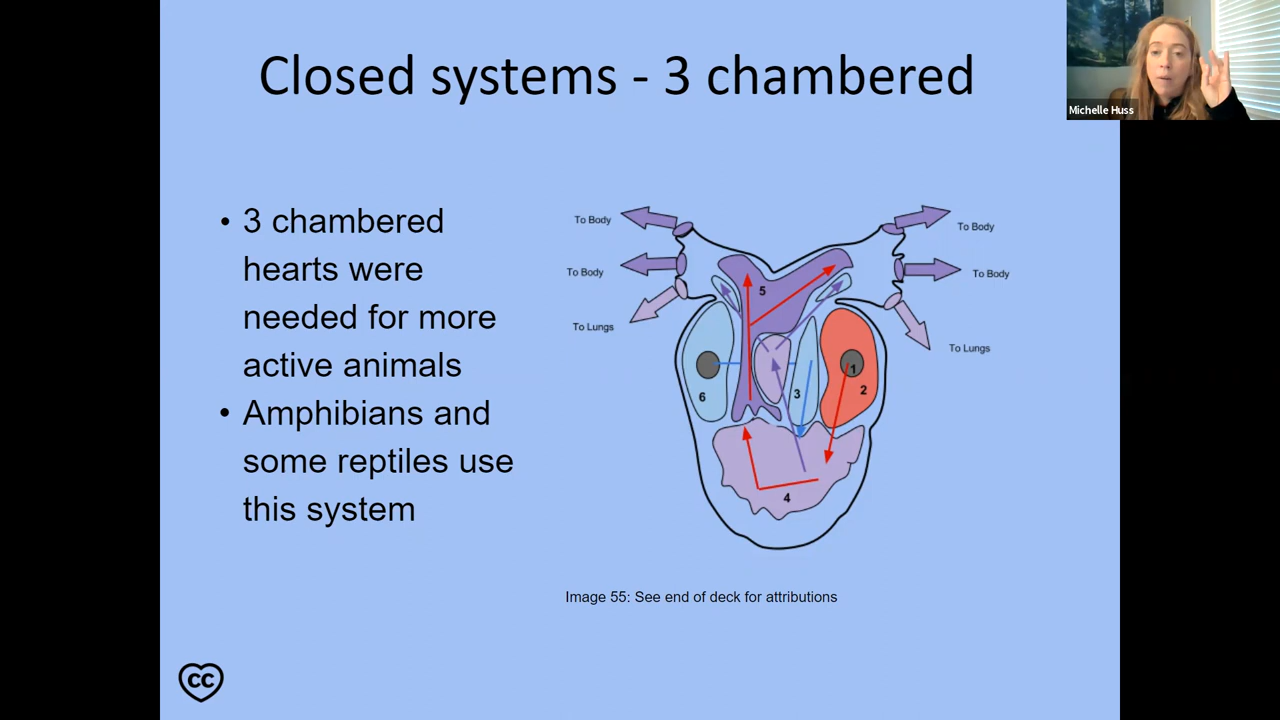 Closed systems - 3 chambered
Michelle Huss
• 3 chambered
hearts were
needed for more
active animals
• Amphibians and
some reptiles use
this system
To Body
To Body
To Lungs
To Body
To Body
To Lungs
5
1
2
3
6
4
Image 55: See end of deck for attributions
CC